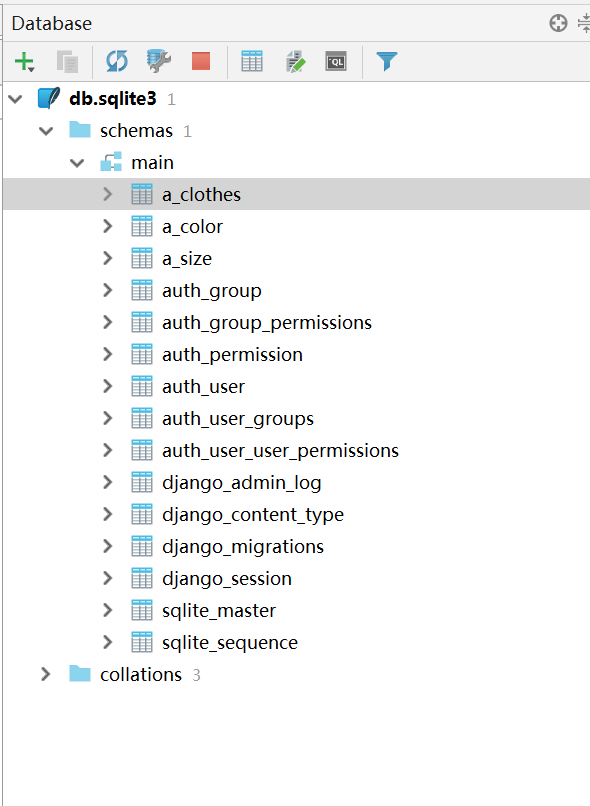 Database
QL
db.sqlite3 1
schemas 1
main
a_clothes
a_color
a_size
auth_group
auth_group_permissions
auth_permission
auth_user
auth_user_groups
auth_user_user_permissions
django_admin_log
django_content_type
django_migrations
django_session
sqlite_master
sqlite_sequence
collations 3